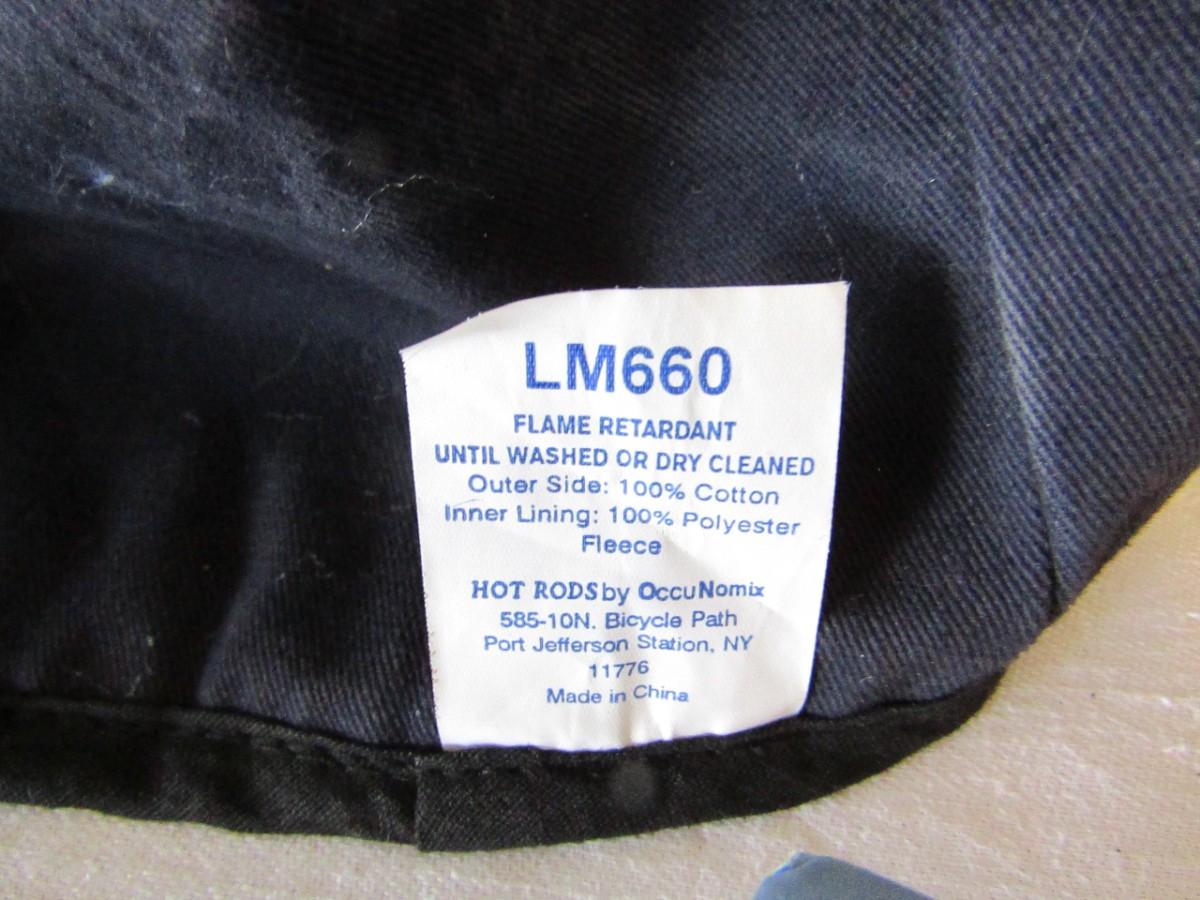 LM660
FLAME RETARDANT
UNTIL WASHED OR DRY CLEANED
Outer Side: 100% Cotton
Inner Lining: 100% Polyester
Fleece
HOT RODS by OccuNomix
585-10N. Bicycle Path
Port Jefferson Station, NY
11776
Made in China